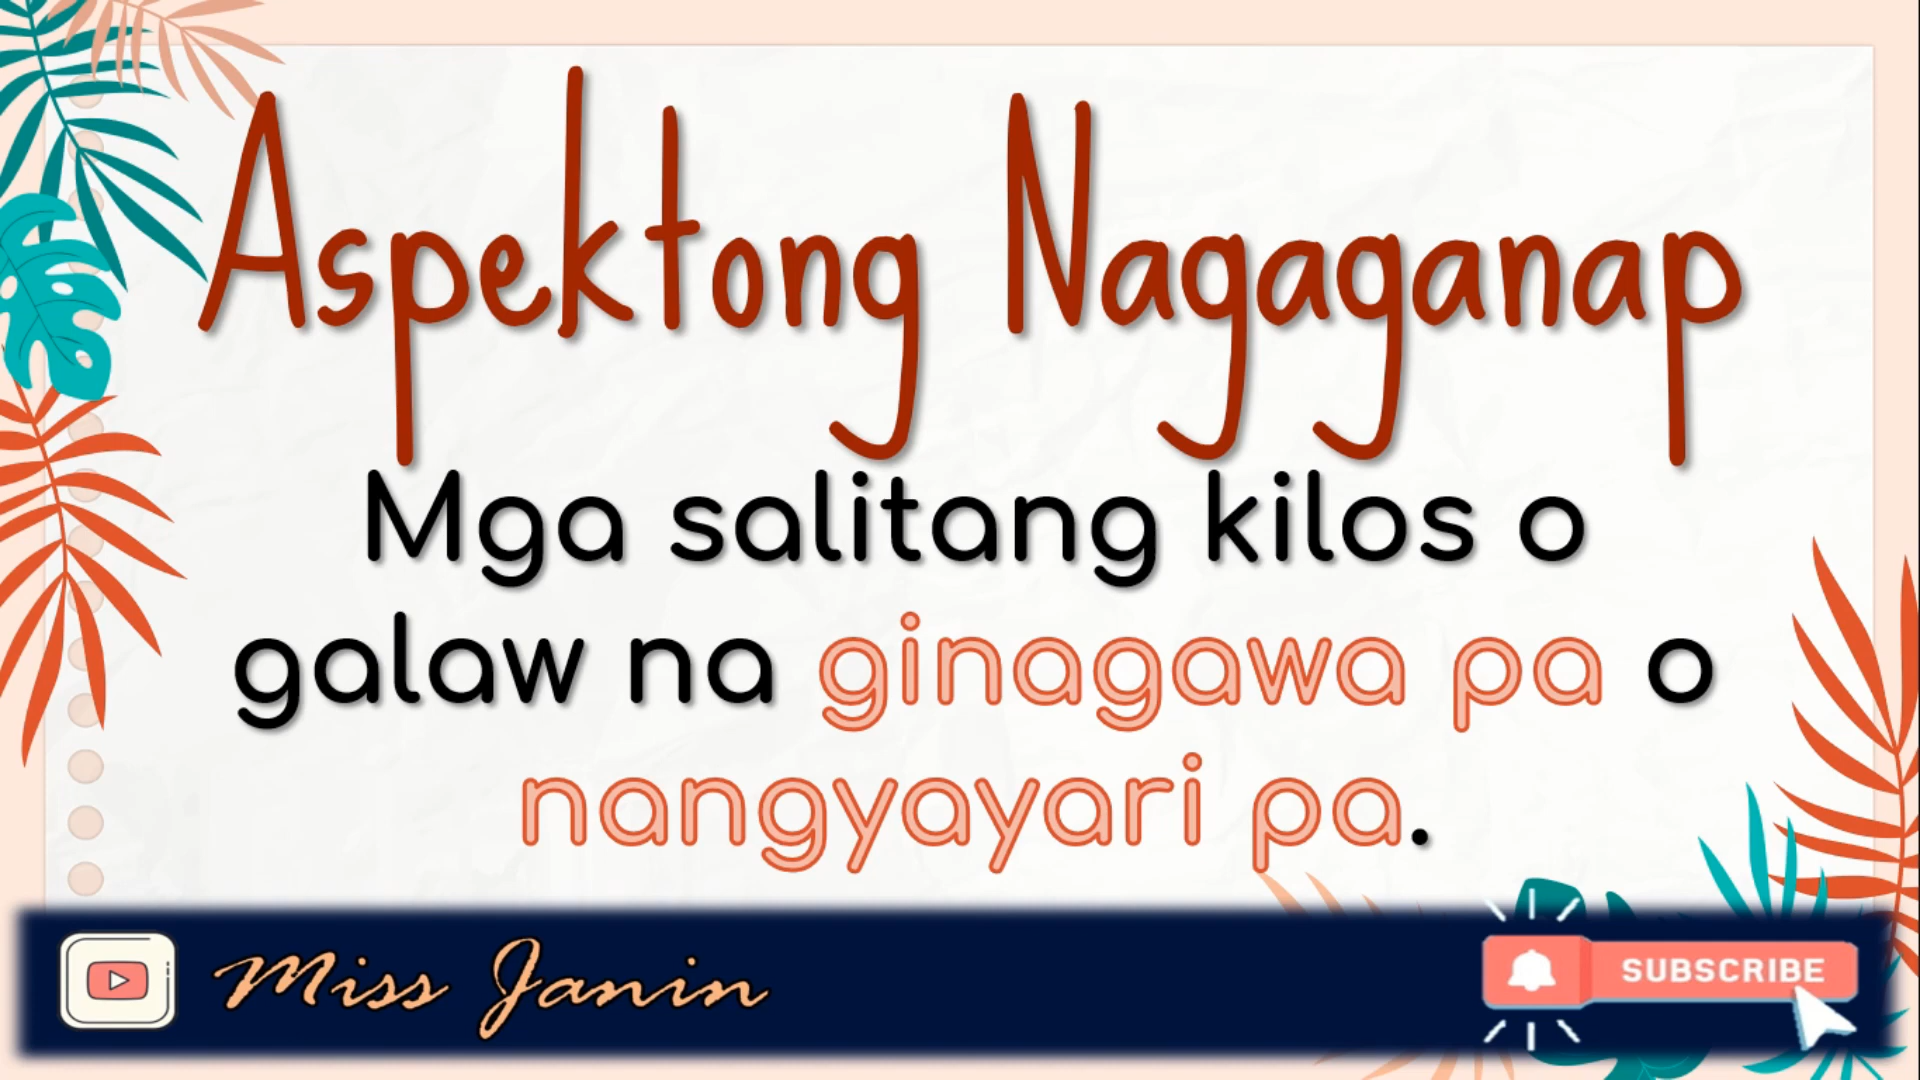 Aspektong Nagaganap
Mga salitang kilos o
galaw na ginagawa pa o
nangyayari pa.
Miss Janin
SUBSCRIBE